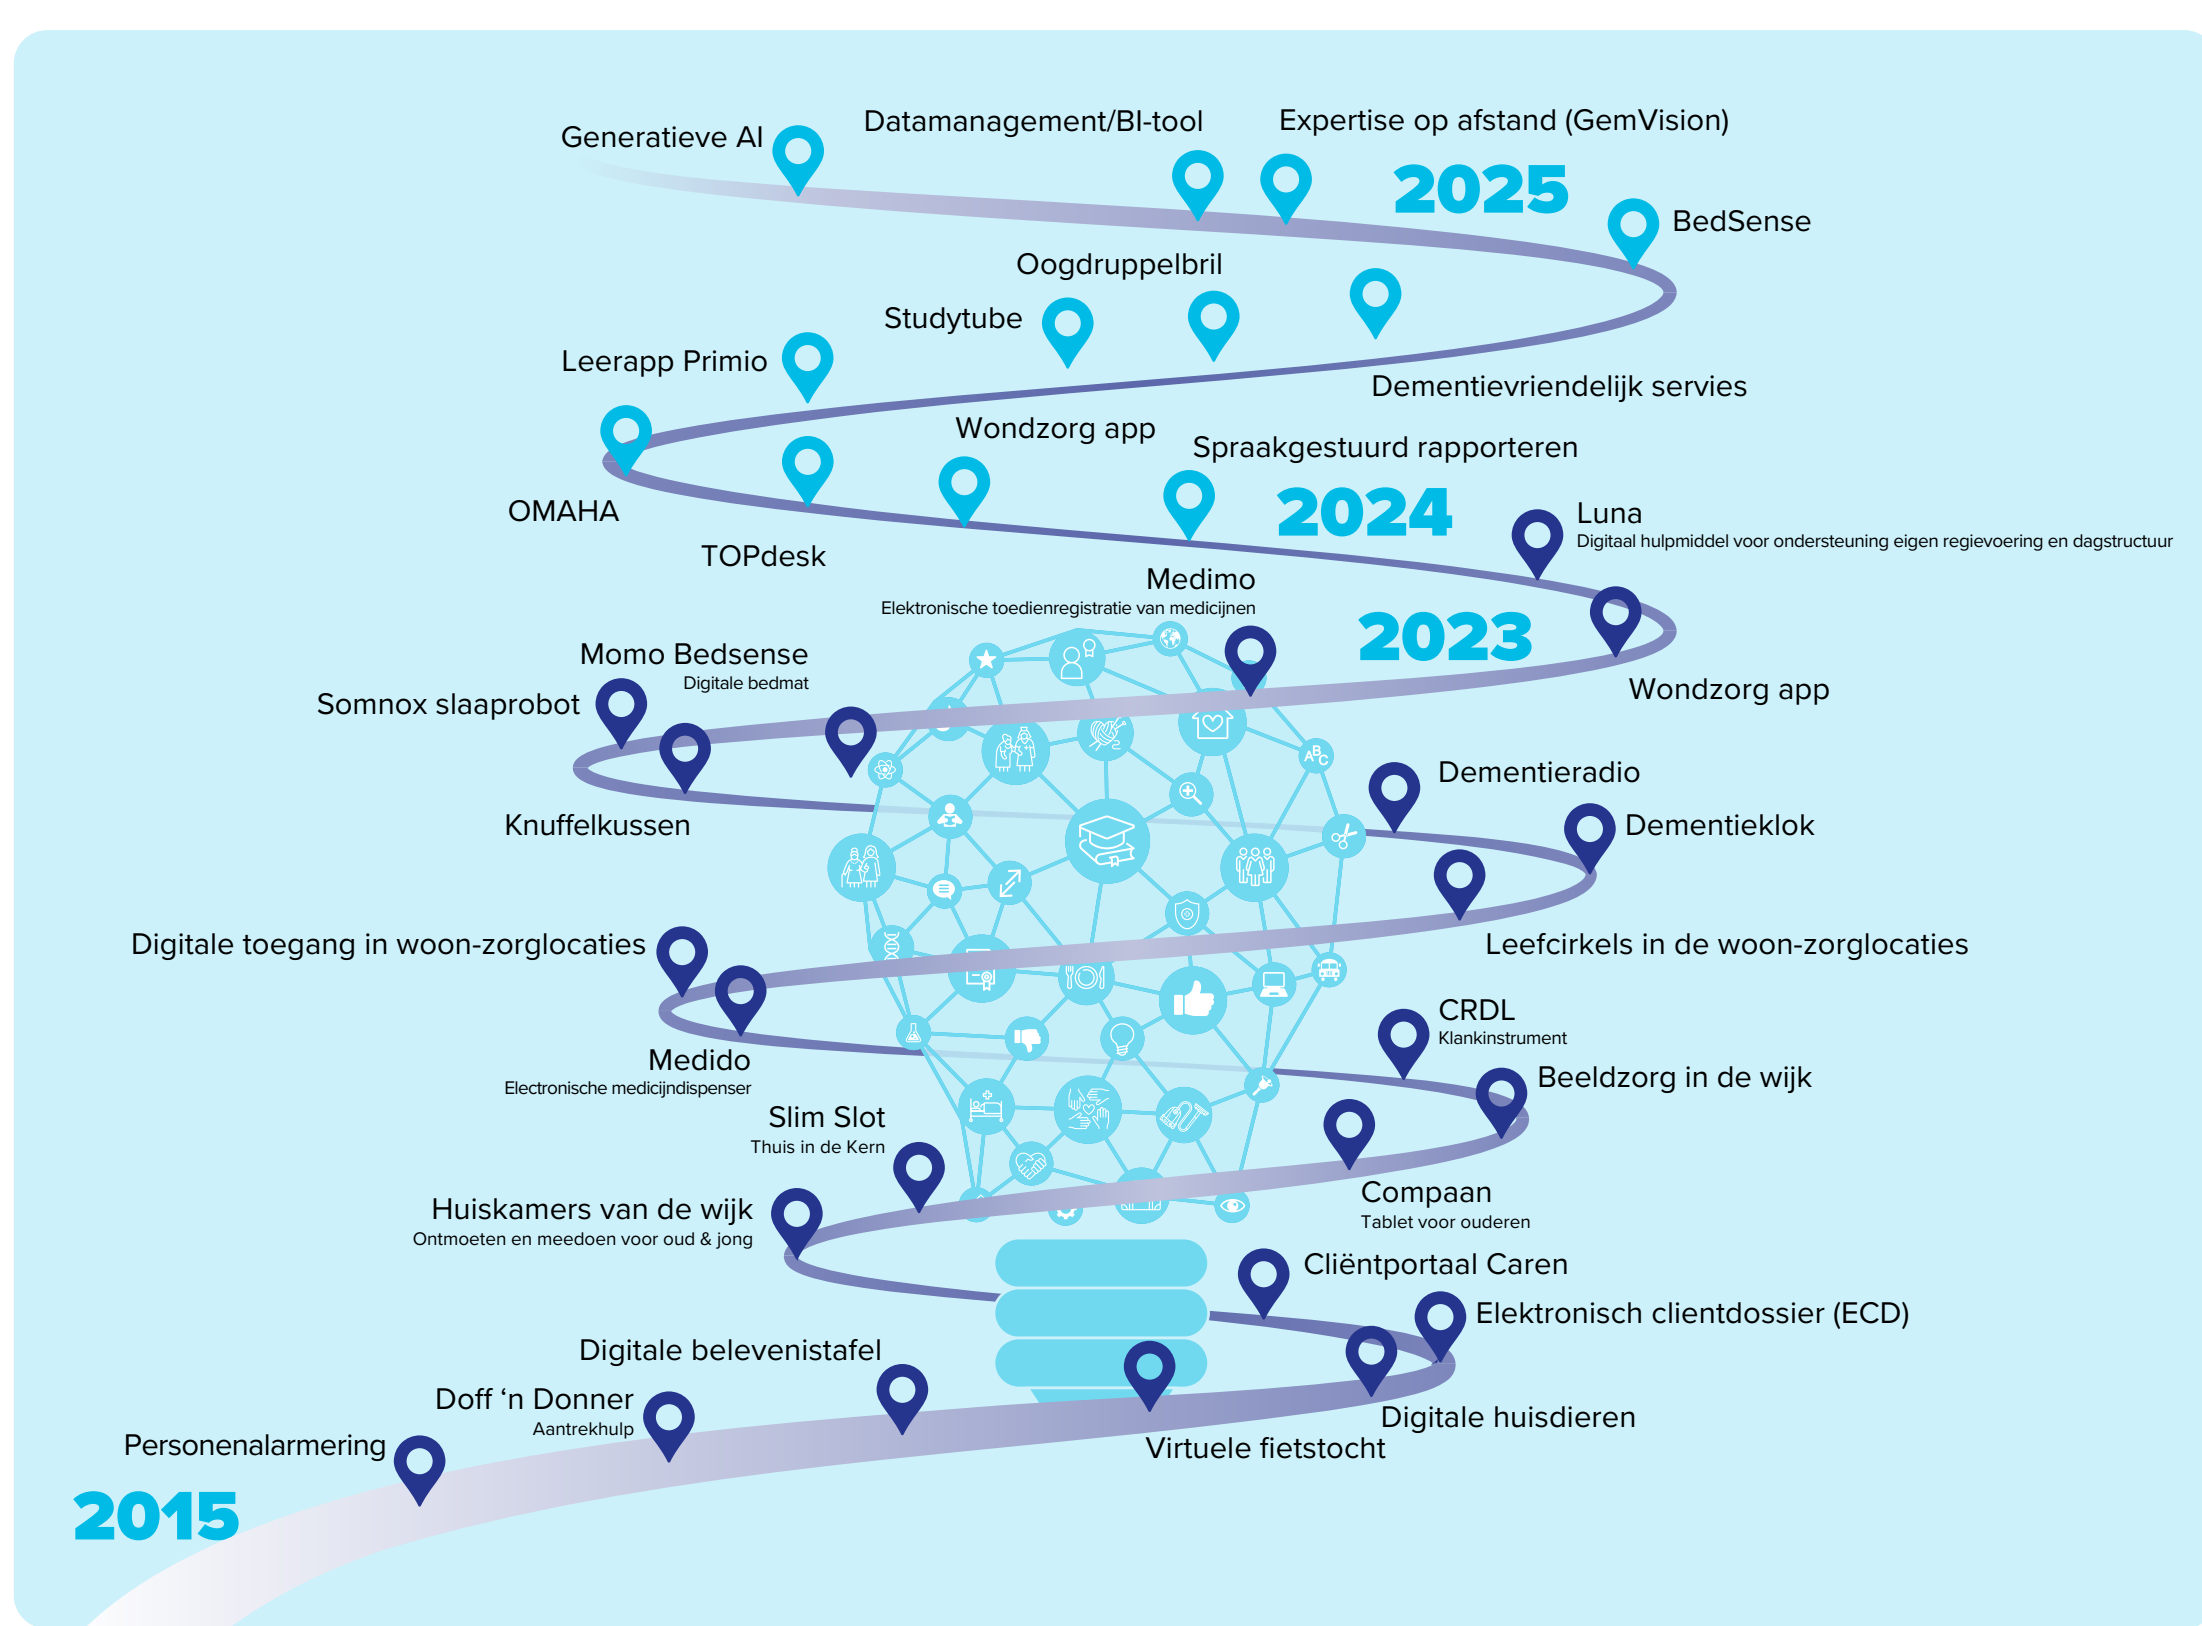 Generatieve AI
Datamanagement/BI-tool
Expertise op afstand (GemVision)
2025
BedSense
Oogdruppelbril
Studytube
Leerapp Primio
Dementievriendelijk servies
Wondzorg app
Spraakgestuurd rapporteren
OMAHA
2024
Luna
Digitaal hulpmiddel voor ondersteuning eigen regievoering en dagstructuur
TOPdesk
Medimo
Elektronische toedienregistratie van medicijnen
2023
Momo Bedsense
Digitale bedmat
Somnox slaaprobot
Wondzorg app
ABC
Dementieradio
Knuffelkussen
Dementieklok
Digitale toegang in woon-zorglocaties
Leefcirkels in de woon-zorglocaties
CRDL
Klankinstrument
Medido
Electronische medicijndispenser
Beeldzorg in de wijk
Slim Slot
Thuis in de Kern
Compaan
Tablet voor ouderen
Huiskamers van de wijk
Ontmoeten en meedoen voor oud & jong
Cliëntportaal Caren
Elektronisch clientdossier (ECD)
Digitale belevenistafel
Doff ‘n Donner
Aantrekhulp
Digitale huisdieren
Virtuele fietstocht
Personenalarmering
2015